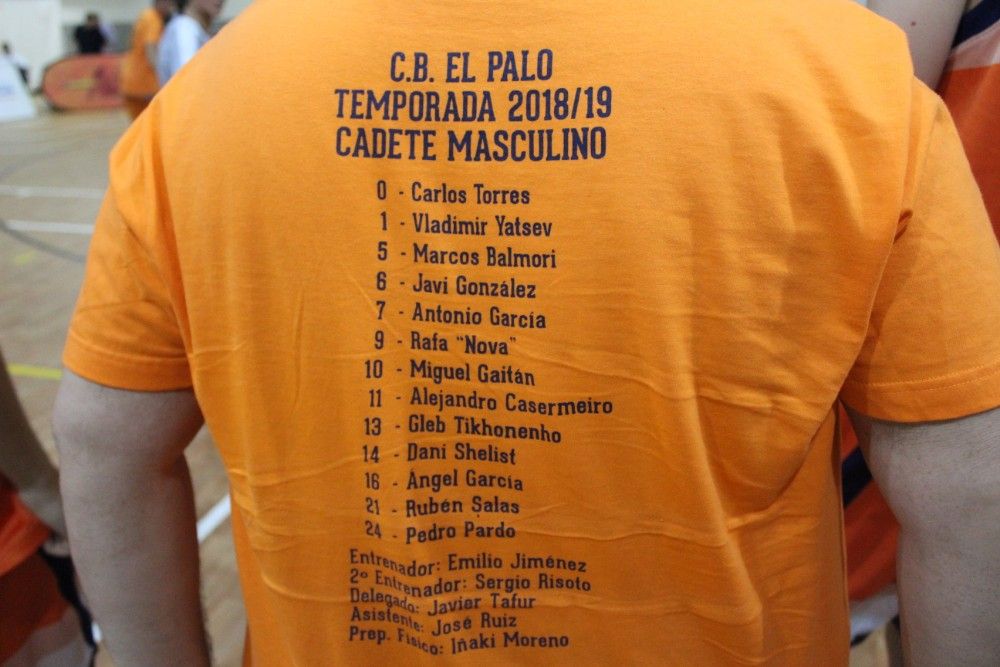 C.B. EL PALO
TEMPORADA 2018/19
CADETE MASCULINO
0 - Carlos Torres
1 - Vladimir Yatsev
5 - Marcos Balmori
6 - Javi González
7 - Antonio García
9 - Rafa "Nova"
10 - Miguel Gaitán
11 - Alejandro Casermeiro
13 - Gleb Tikhonenho
14 - Dani Shelist
16 - Ángel García
21 - Rubén Salas
24 - Pedro Pardo
Entrenador: Emilio Jiménez
2º Entrenador: Sergio Risoto
Delegado: Javier Tafur
Asistente: José Ruiz
Prep. Físico: Iñaki Moreno